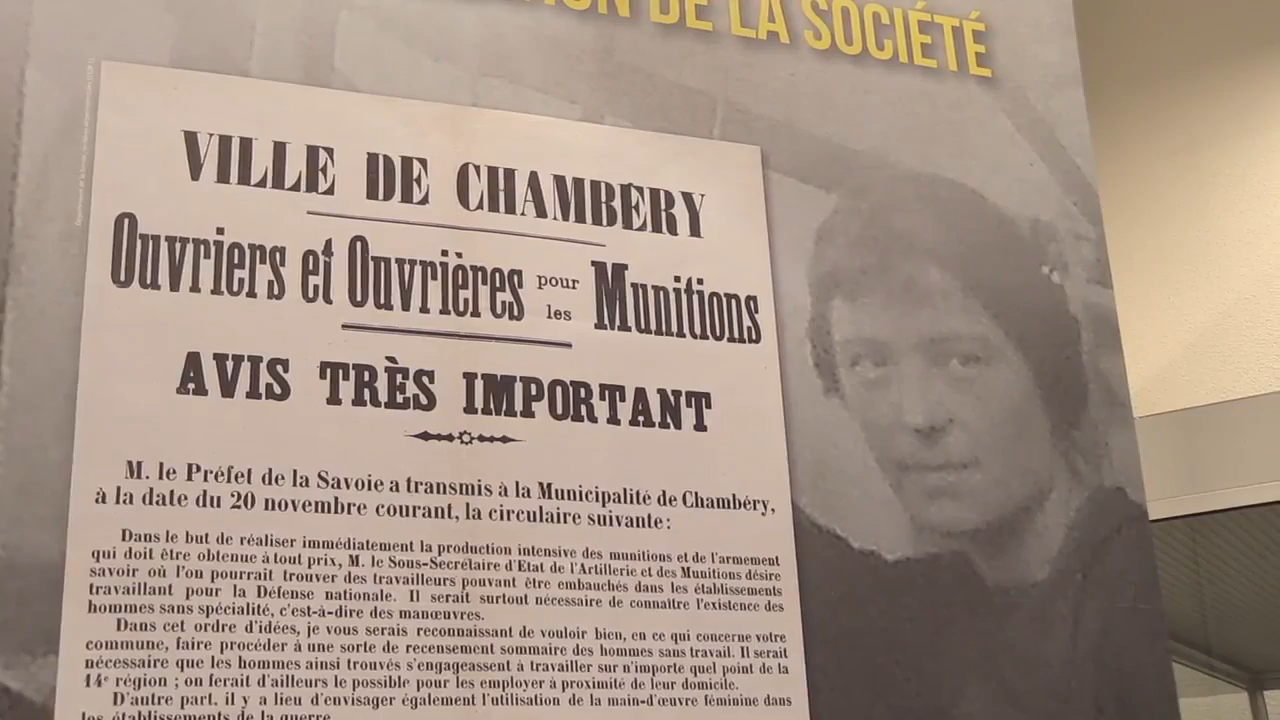 DE LA SOCIÉTÉ
VILLE DE CHAMBÉRY
Ouvriers et Ouvrières pour les Munitions
AVIS TRÈS IMPORTANT
M. le Préfet de la Savoie a transmis à la Municipalité de Chambéry,
à la date du 20 novembre courant, la circulaire suivante :
Dans le but de réaliser immédiatement la production intensive des munitions et de l'armement
qui doit être obtenue à tout prix, M. le Sous-Secrétaire d'Etat de l'Artillerie et des Munitions désire
savoir où l'on pourrait trouver des travailleurs pouvant être embauchés dans les établissements
travaillant pour la Défense nationale. Il serait surtout nécessaire de connaître l'existence des
hommes sans spécialité, c'est-à-dire des manœuvres.
Dans cet ordre d'idées, je vous serais reconnaissant de vouloir bien, en ce qui concerne votre
commune, faire procéder à une sorte de recensement sommaire des hommes sans travail. Il serait
nécessaire que les hommes ainsi trouvés s'engageassent à travailler sur n'importe quel point de la
14e région ; on ferait d'ailleurs le possible pour les employer à proximité de leur domicile.
D'autre part, il y a lieu d'envisager également l'utilisation de la main-d'œuvre féminine dans
les établissements de la guerre